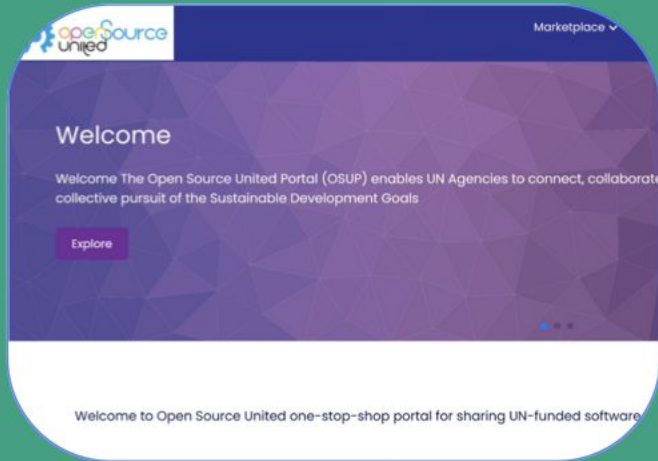 openSource
united
Marketplace
Welcome
Welcome The Open Source United Portal (OSUP) enables UN Agencies to connect, collaborate
collective pursuit of the Sustainable Development Goals
Explore
Welcome to Open Source United one-stop-shop portal for sharing UN-funded software